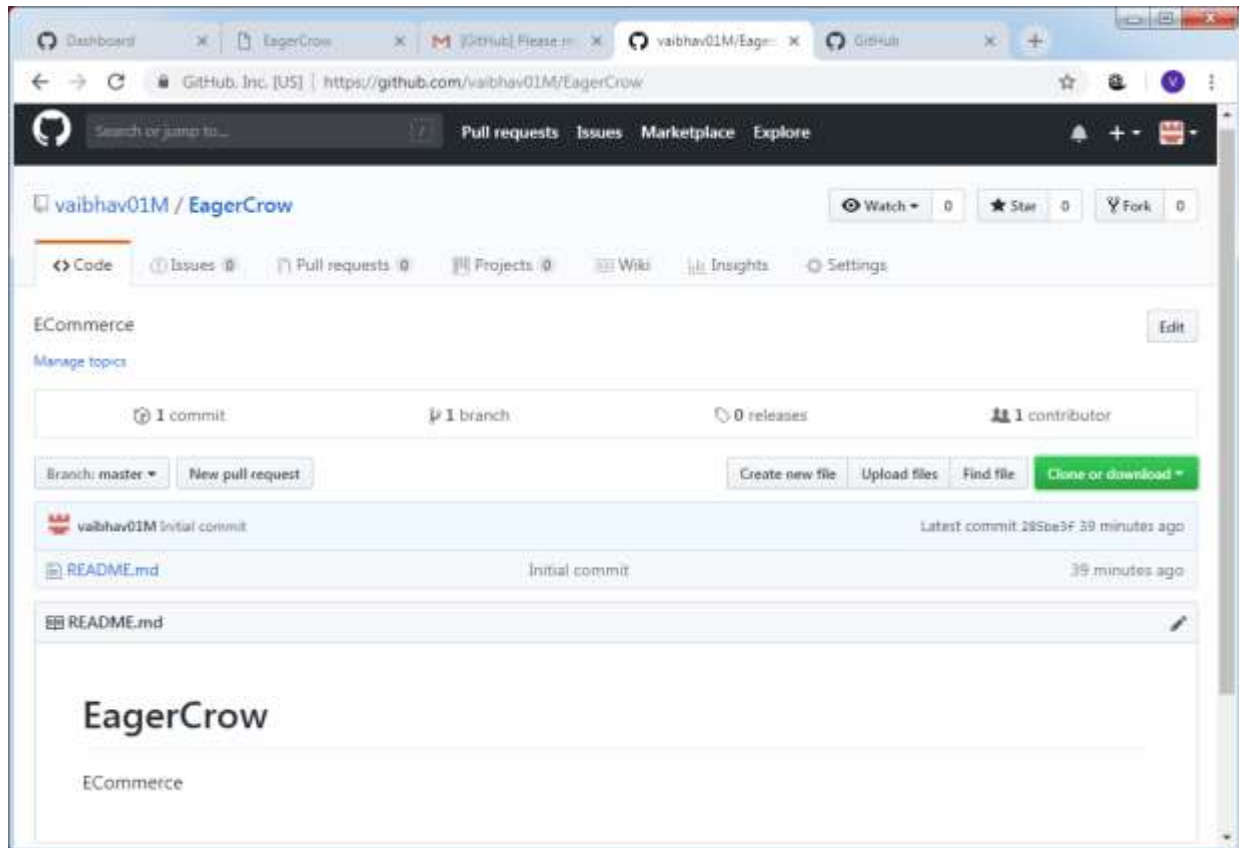 Dashboard EagerCrow [GitHub] Please vaibhav01M/Eager GitHub
GitHub, Inc. [US] | https://github.com/vaibhav01M/EagerCrow V
Search or jump to... / Pull requests Issues Marketplace Explore
vaibhav01M / EagerCrow Watch 0 Star 0 Fork 0
Code Issues 0 Pull requests 0 Projects 0 Wiki Insights Settings
ECommerce Edit
Manage topics
1 commit 1 branch 0 releases 1 contributor
Branch: master New pull request Create new file Upload files Find file Clone or download
vaibhav01M Initial commit Latest commit 39 minutes ago
README.md Initial commit 39 minutes ago
README.md
EagerCrow
ECommerce